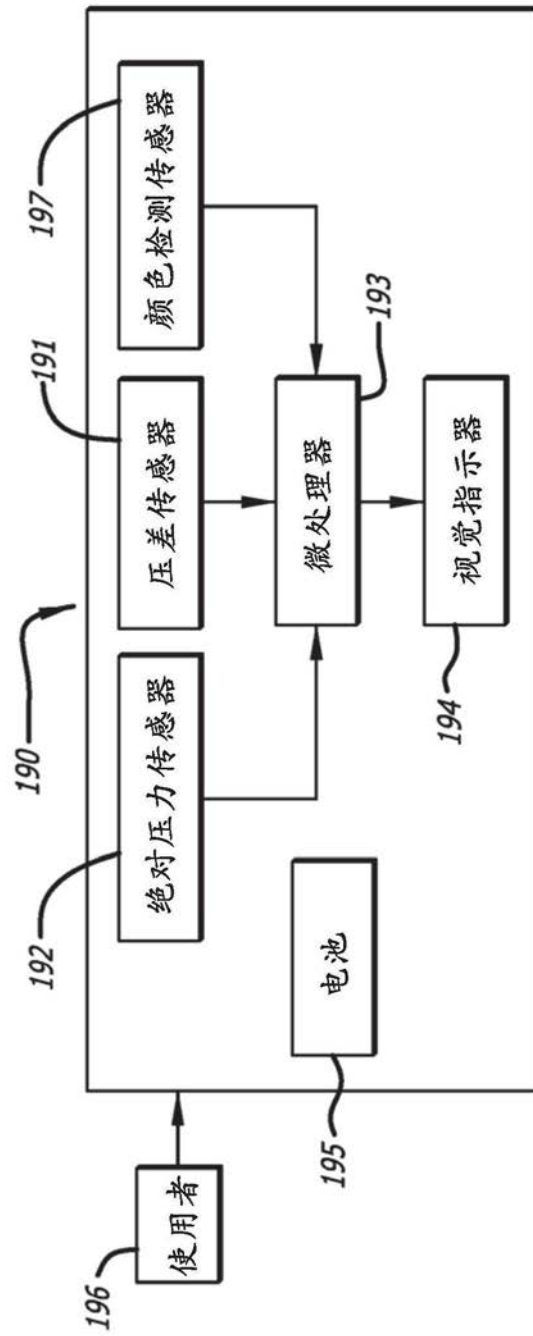 190
192
191
197
绝对压力传感器
压差传感器
颜色检测传感器
196
使用者
195
电池
微处理器
193
194
视觉指示器